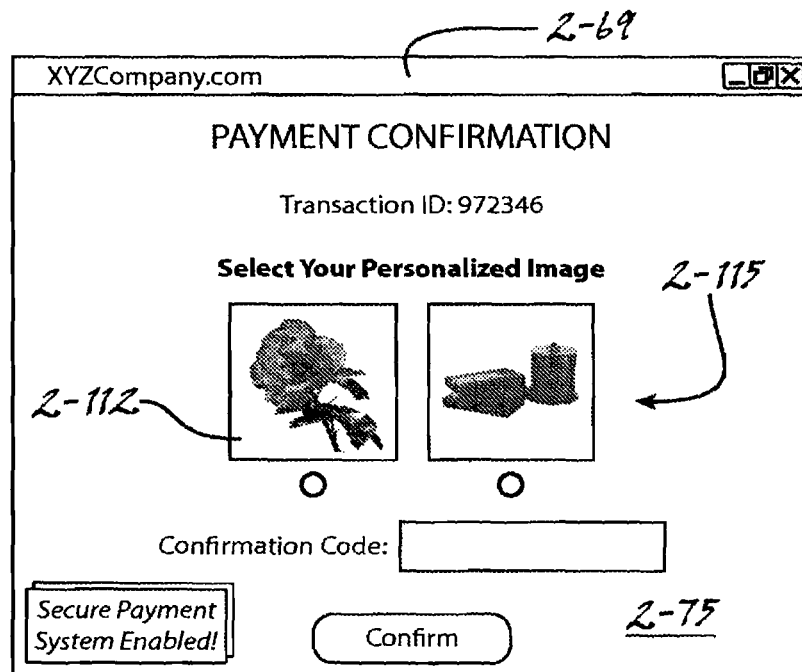 2-69
XYZCompany.com
PAYMENT CONFIRMATION
Transaction ID: 972346
Select Your Personalized Image
2-115
2-112
Confirmation Code:
Secure Payment
System Enabled!
Confirm
2-75